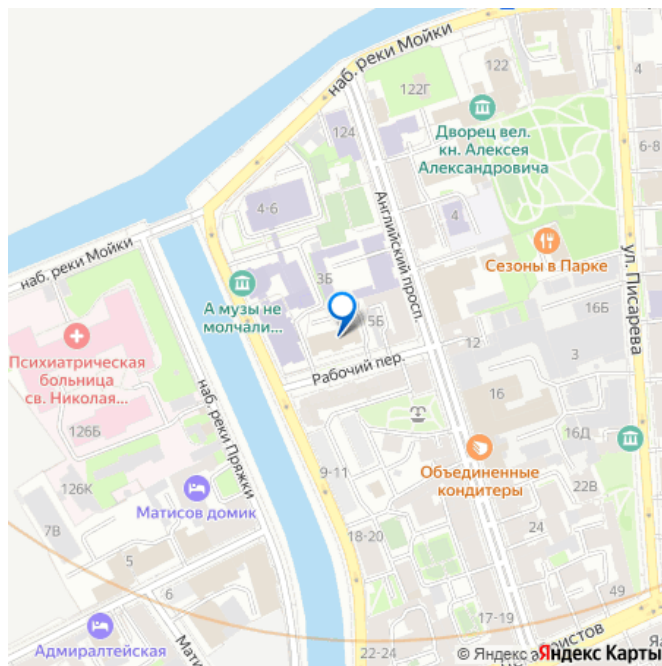 наб. реки Мойки
4
122
122Г
124
Дворец вел.
кн. Алексея
Александровича
6-8
4-6
Английский просп.
4
Сезоны в Парке
ул. Писарева
наб. реки Мойки
3Б
А музы не
молчали...
16Б
5Б
12
3
Психиатрическая
больница
св. Николая...
Рабочий пер.
16
126Б
наб. реки Пряжки
16Д
9-11
Объединенные
кондитеры
126К
Матисов домик
22В
7В
18-20
24
5
6
49
17-19
Адмиралтейская
22-24
© Яндекс
Яндекс Карты